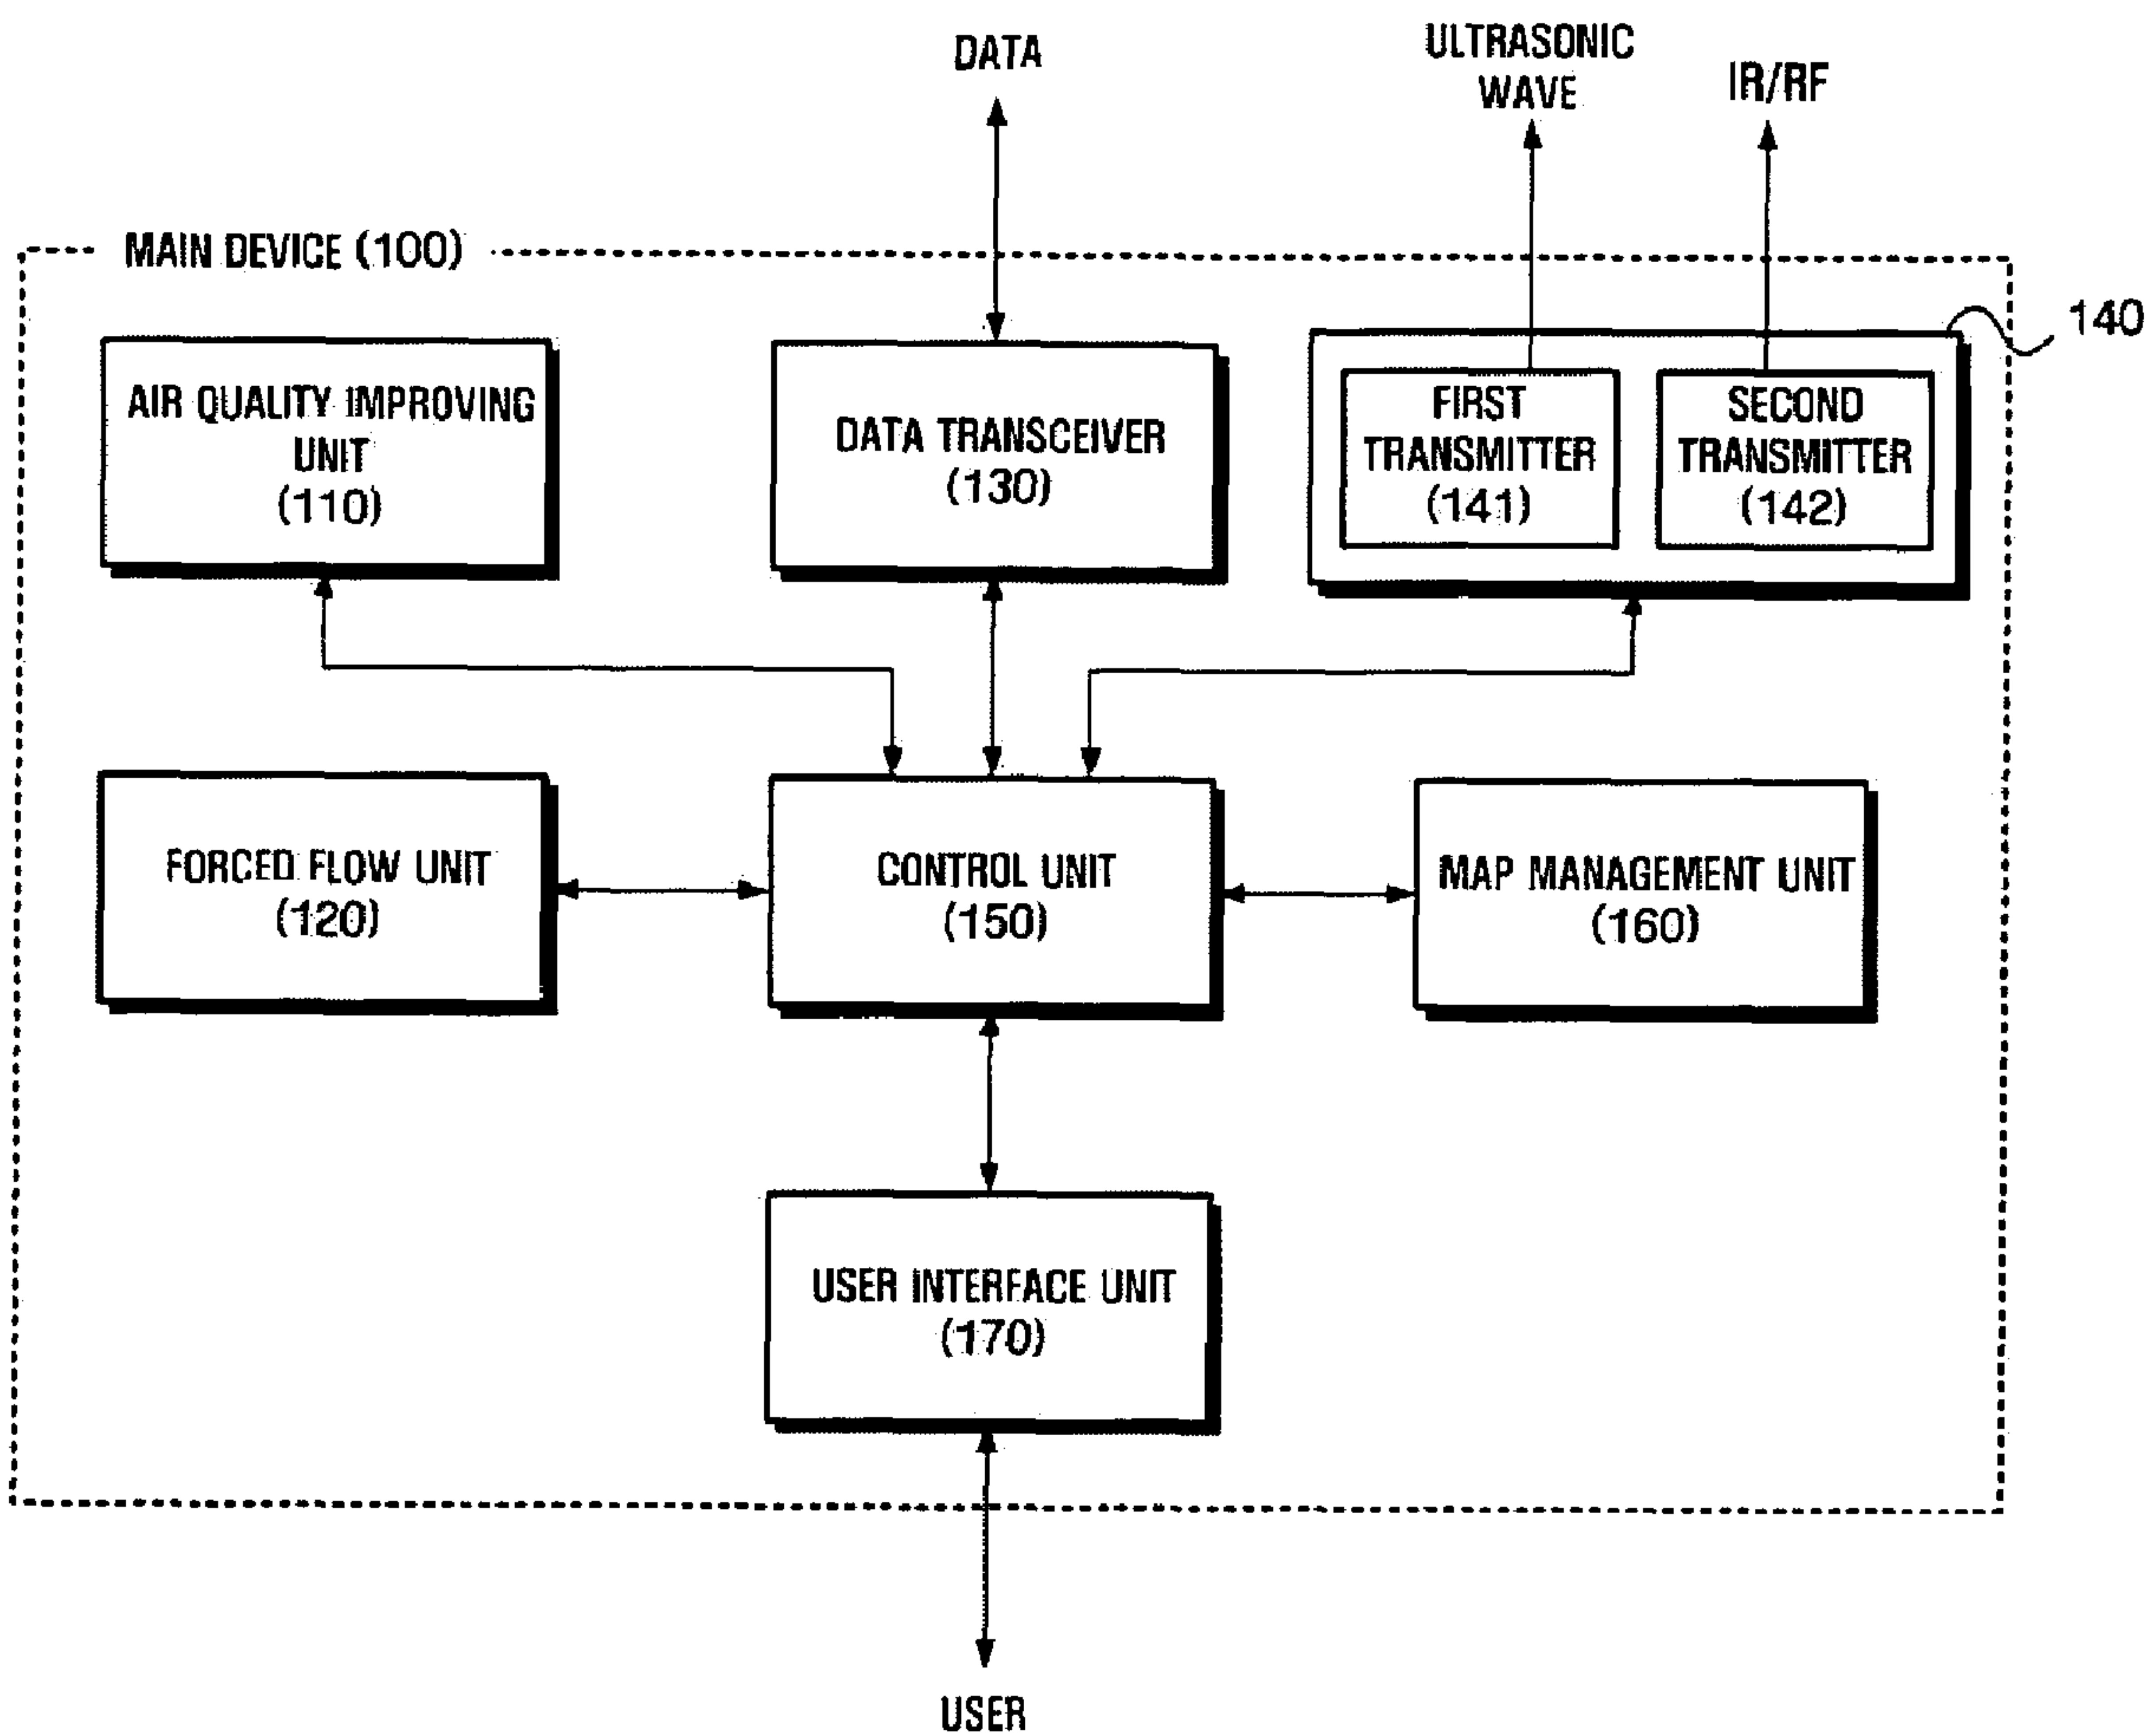 DATA
ULTRASONIC
WAVE
IR/RF
MAIN DEVICE (100)
140
AIR QUALITY IMPROVING
UNIT
(110)
DATA TRANSCEIVER
(130)
FIRST
TRANSMITTER
(141)
SECOND
TRANSMITTER
(142)
FORCED FLOW UNIT
(120)
CONTROL UNIT
(150)
MAP MANAGEMENT UNIT
(160)
USER INTERFACE UNIT
(170)
USER